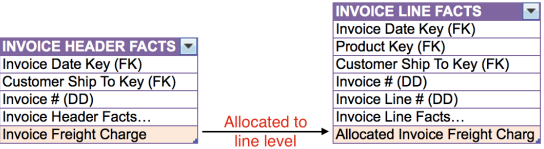 INVOICE HEADER FACTS
Invoice Date Key (FK)
Customer Ship To Key (FK)
Invoice # (DD)
Invoice Header Facts…
Invoice Freight Charge
Allocated to
line level
INVOICE LINE FACTS
Invoice Date Key (FK)
Product Key (FK)
Customer Ship To Key (FK)
Invoice # (DD)
Invoice Line # (DD)
Invoice Line Facts…
Allocated Invoice Freight Charg